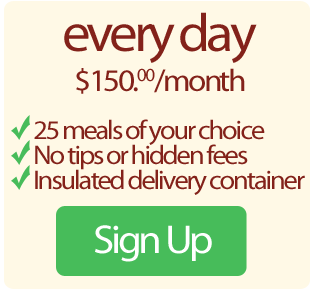 every day
$150.00/month
25 meals of your choice
No tips or hidden fees
Insulated delivery container
Sign Up